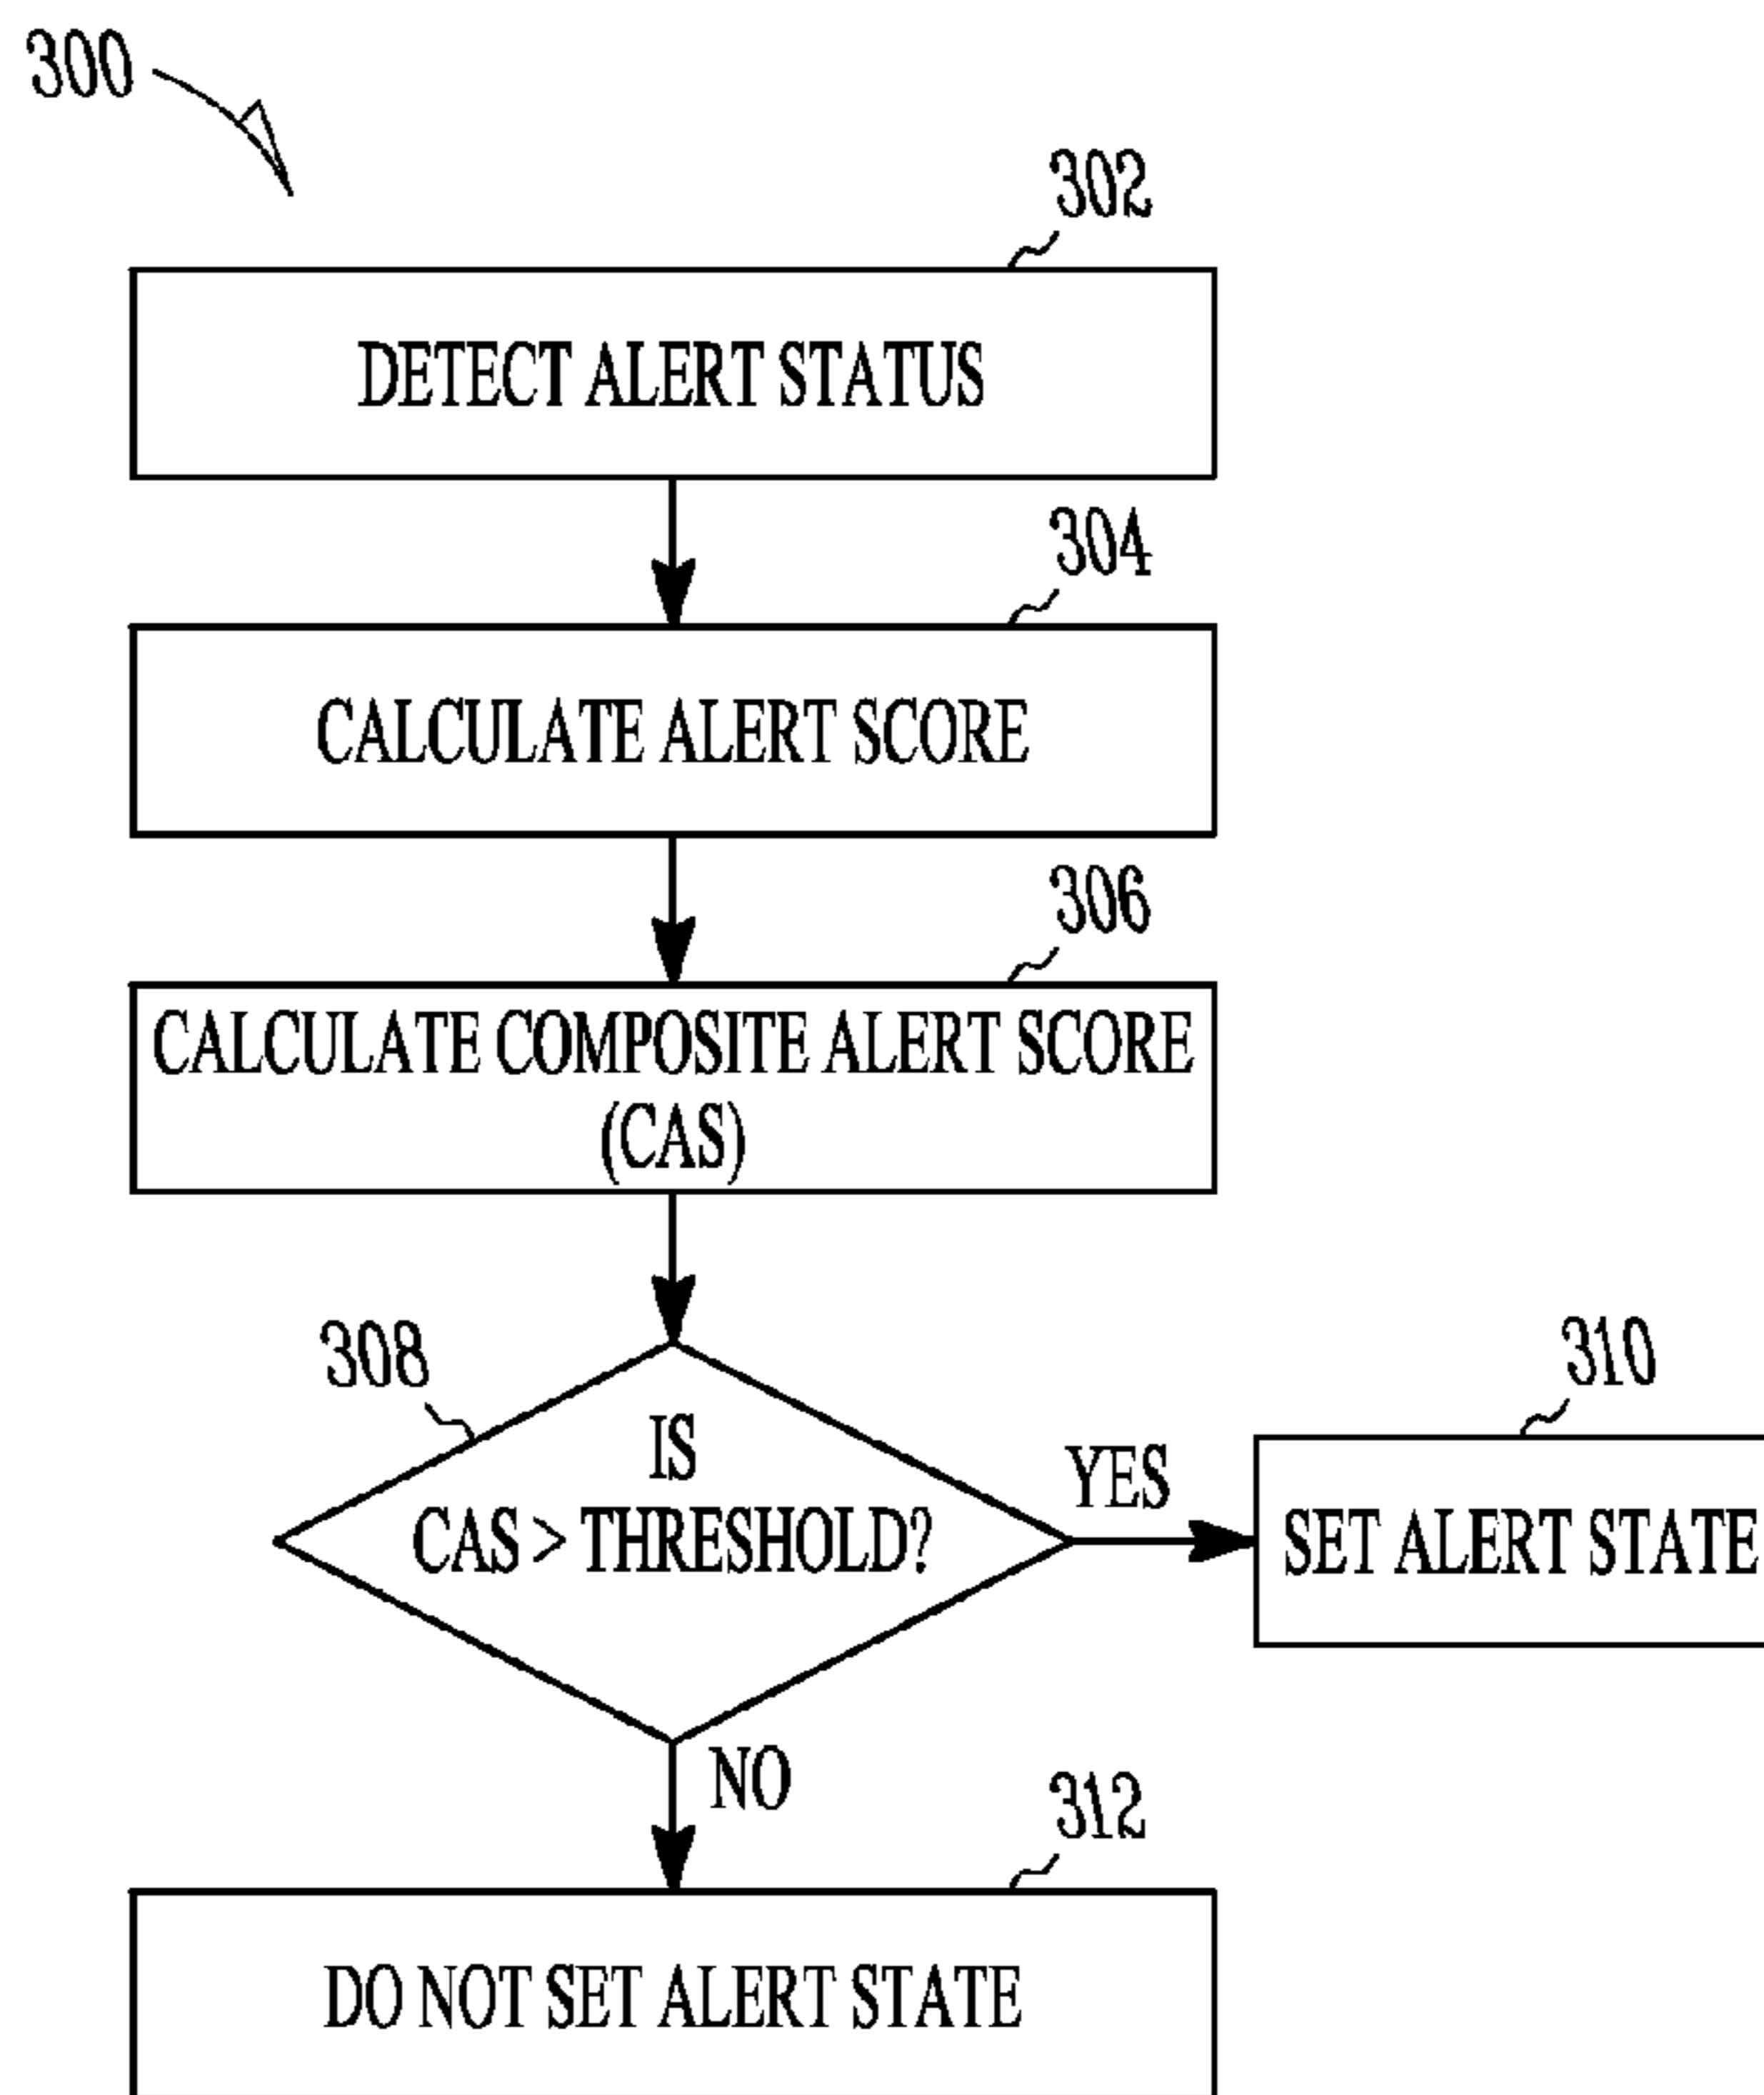 300
302
DETECT ALERT STATUS
304
CALCULATE ALERT SCORE
306
CALCULATE COMPOSITE ALERT SCORE
(CAS)
308
IS
CAS > THRESHOLD?
YES
310
SET ALERT STATE
NO
312
DO NOT SET ALERT STATE